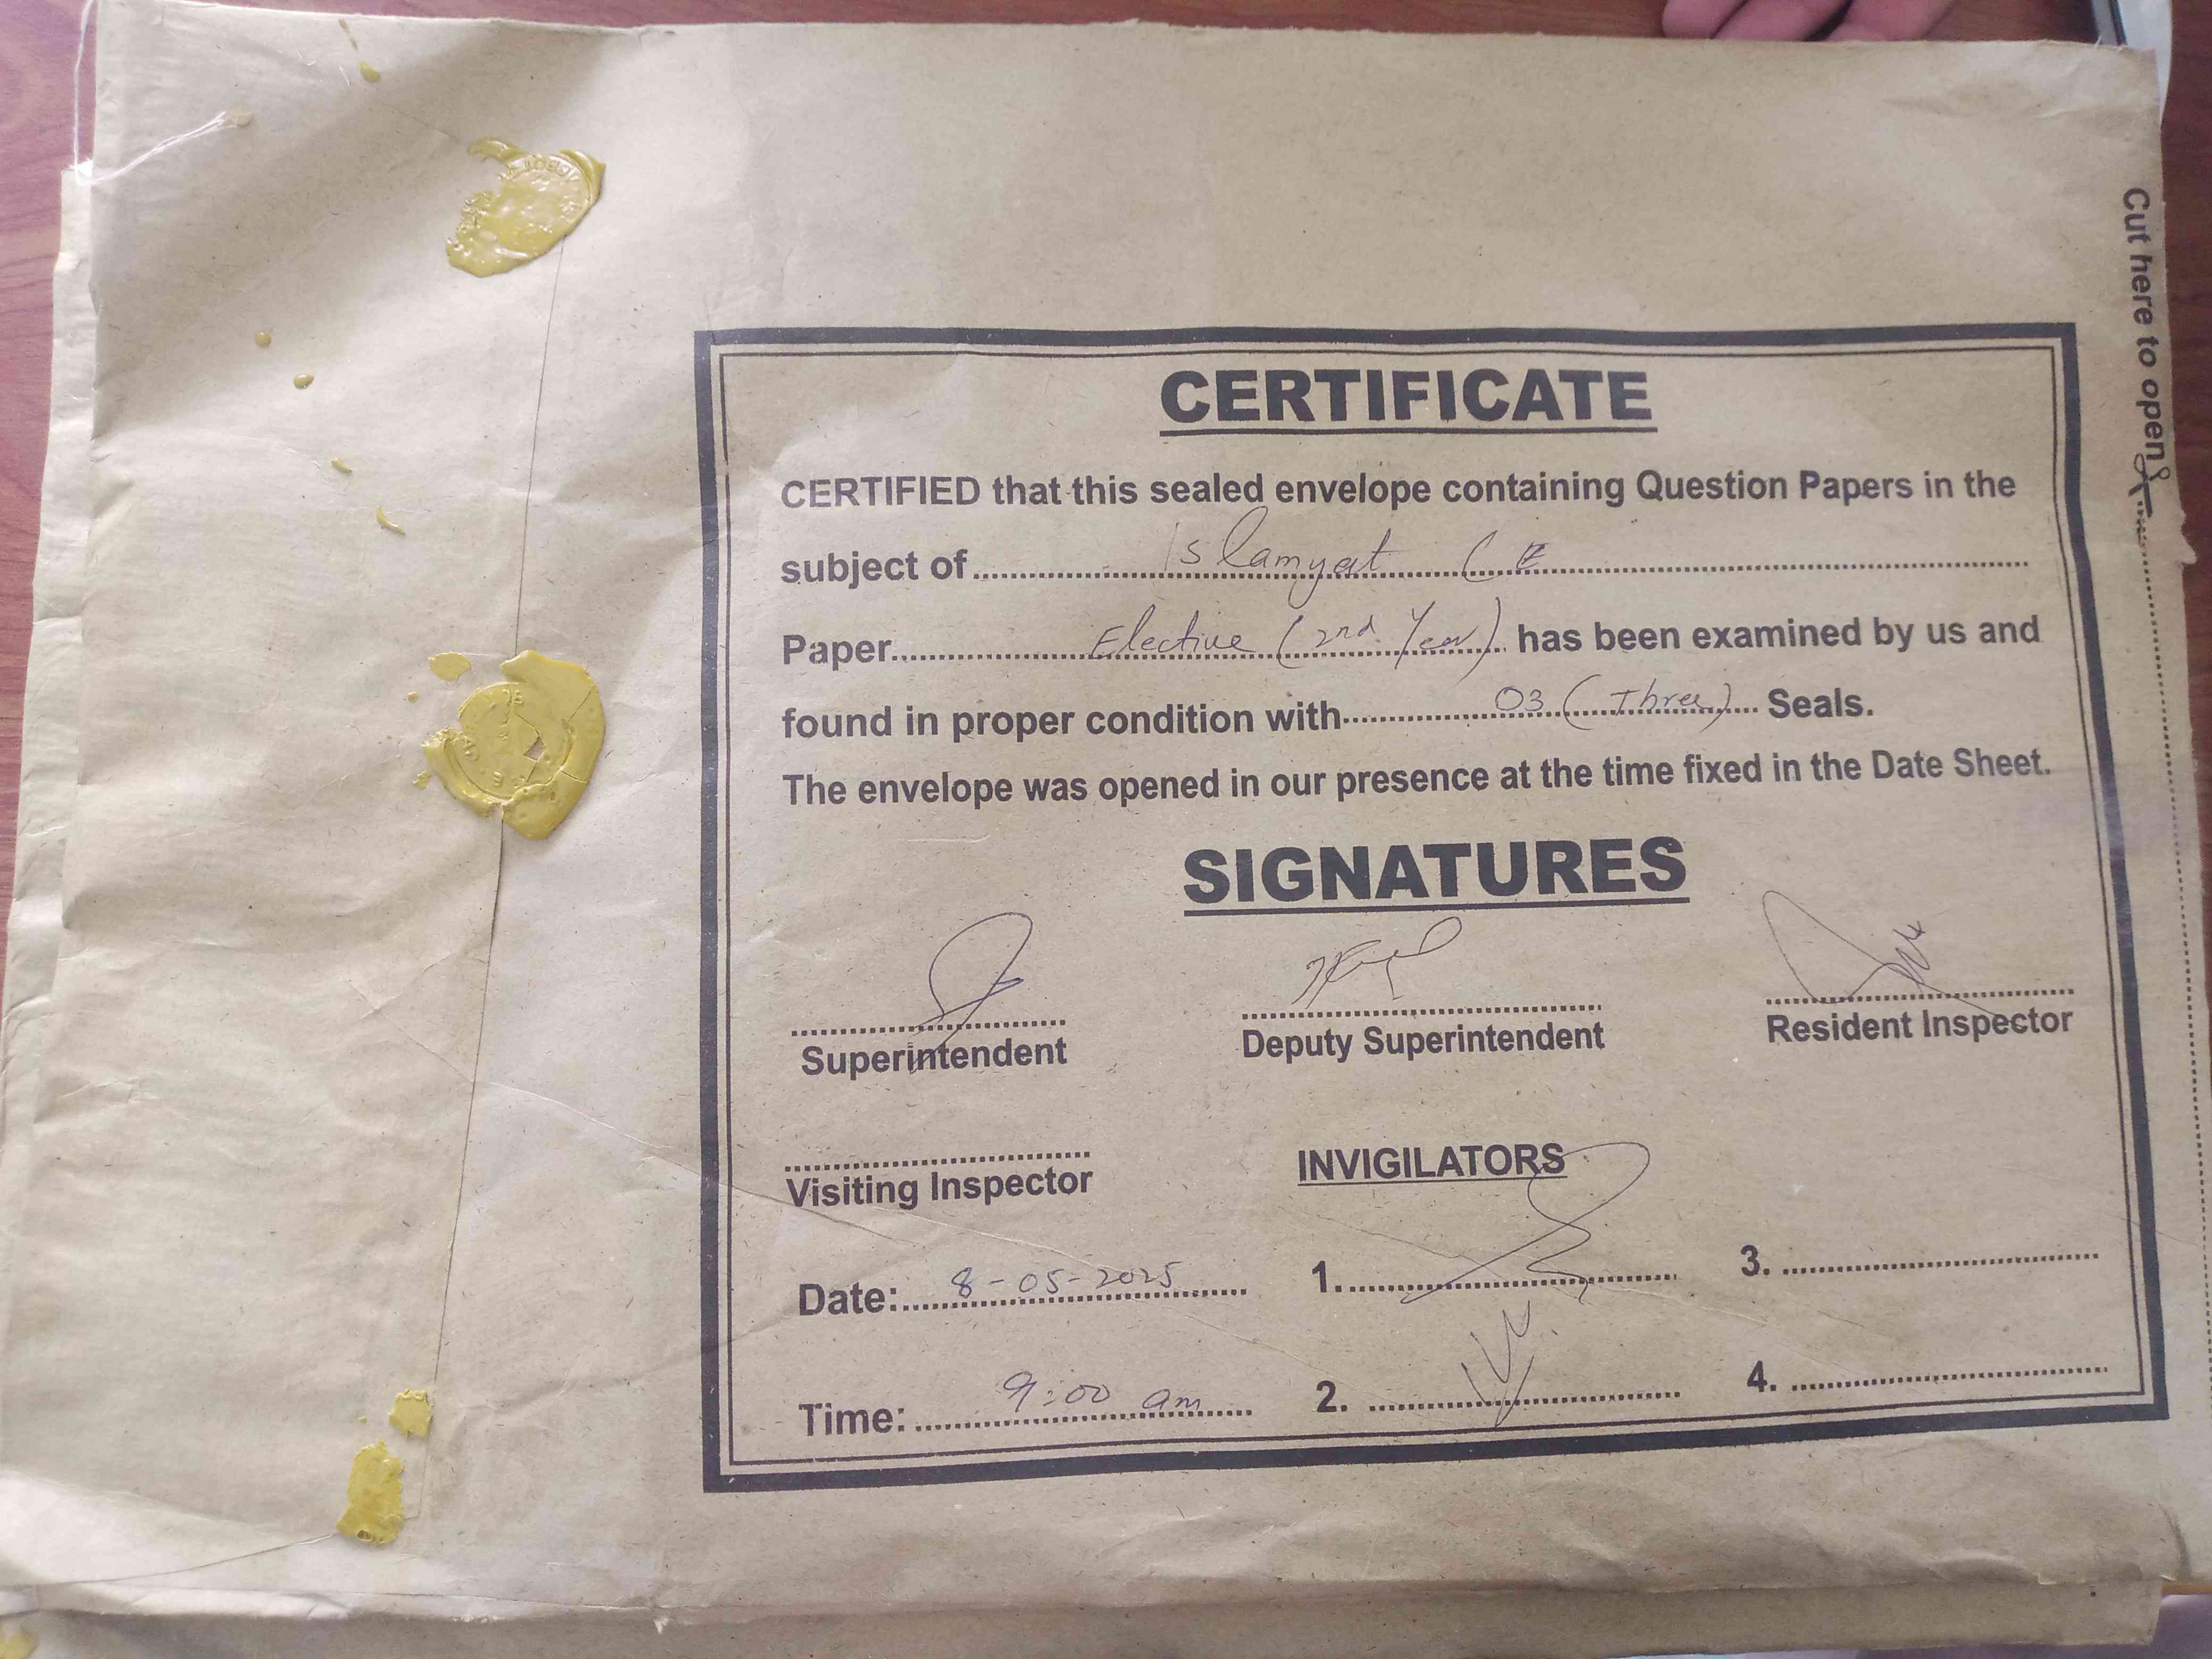 Cut here to open
CERTIFICATE
CERTIFIED that this sealed envelope containing Question Papers in the
subject of Islamyat (E
Paper Elective (2nd Year) has been examined by us and
found in proper condition with 03 (Three) Seals.
The envelope was opened in our presence at the time fixed in the Date Sheet.
SIGNATURES
Superintendent
Deputy Superintendent
Resident Inspector
Visiting Inspector
INVIGILATORS
Date: 8-05-2025
1.
3.
Time: 9:00 am
2.
4.